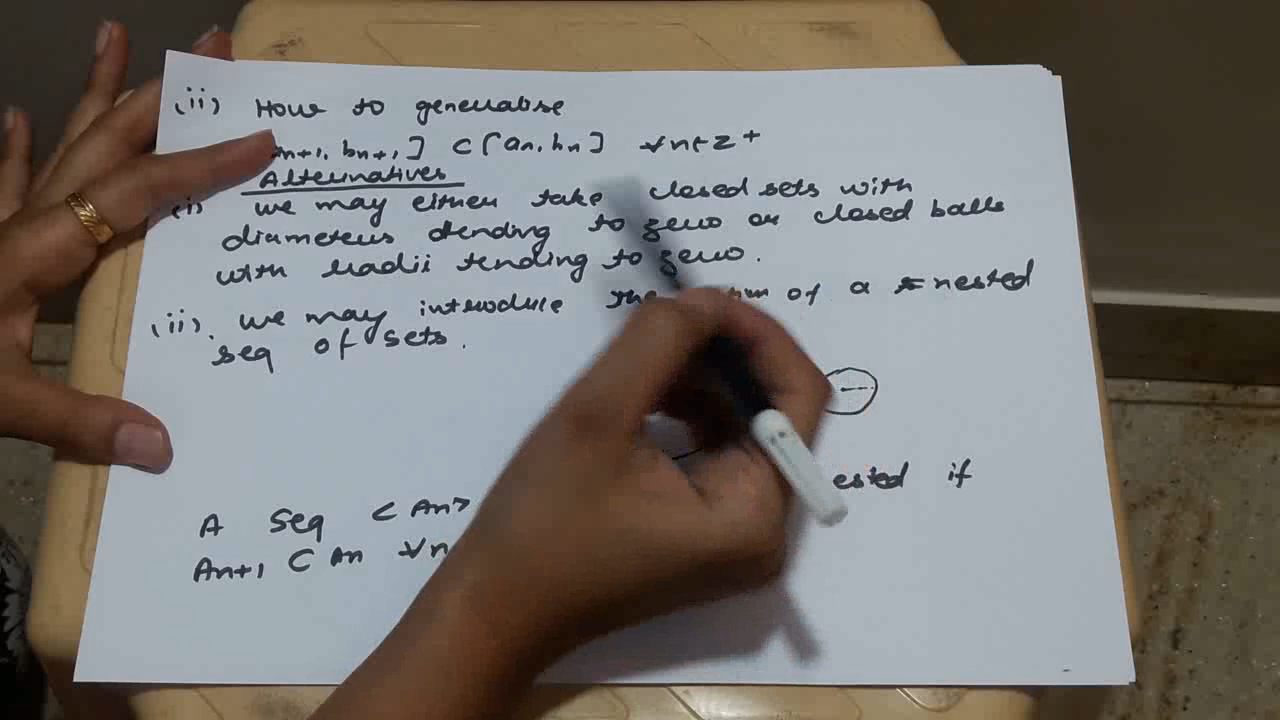 (ii) How to generalise
n+1, bn+1,] ⊂ [an, bn] ∀n∈Z+
Alternatives
(i) we may either take closed sets with
diameters tending to zero or closed balls
with radii tending to zero.
(ii). we may introduce the of a nested
seq of sets.
A seq <An> ested if
An+1 ⊂ An ∀n